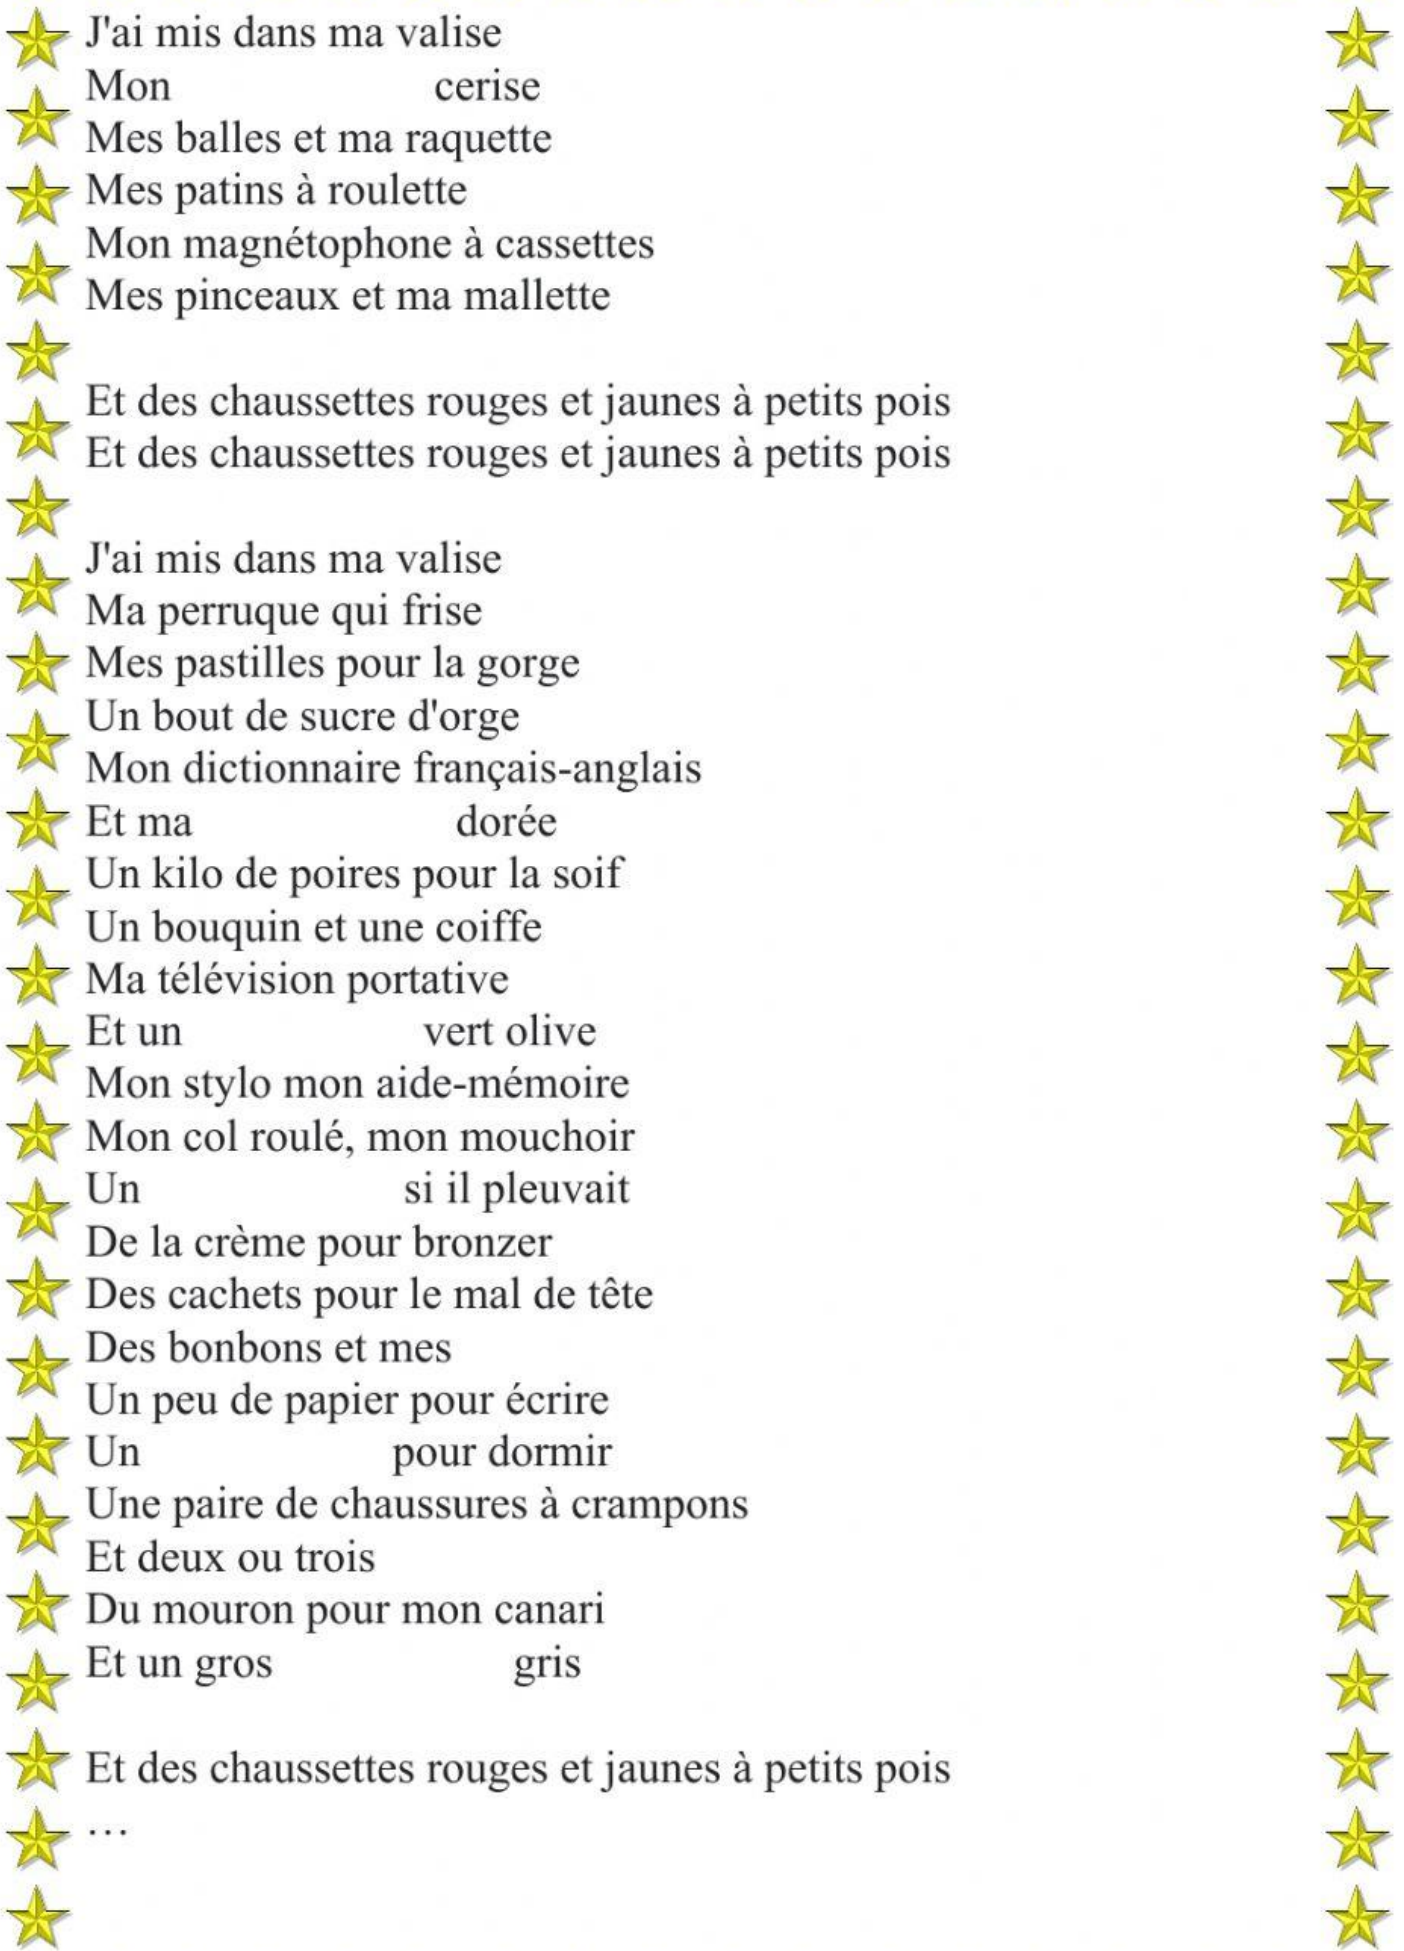 J'ai mis dans ma valise
Mon cerise
Mes balles et ma raquette
Mes patins à roulette
Mon magnétophone à cassettes
Mes pinceaux et ma mallette
Et des chaussettes rouges et jaunes à petits pois
Et des chaussettes rouges et jaunes à petits pois
J'ai mis dans ma valise
Ma perruque qui frise
Mes pastilles pour la gorge
Un bout de sucre d'orge
Mon dictionnaire français-anglais
Et ma dorée
Un kilo de poires pour la soif
Un bouquin et une coiffe
Ma télévision portative
Et un vert olive
Mon stylo mon aide-mémoire
Mon col roulé, mon mouchoir
Un si il pleuvait
De la crème pour bronzer
Des cachets pour le mal de tête
Des bonbons et mes
Un peu de papier pour écrire
Un pour dormir
Une paire de chaussures à crampons
Et deux ou trois
Du mouron pour mon canari
Et un gros gris
Et des chaussettes rouges et jaunes à petits pois
…